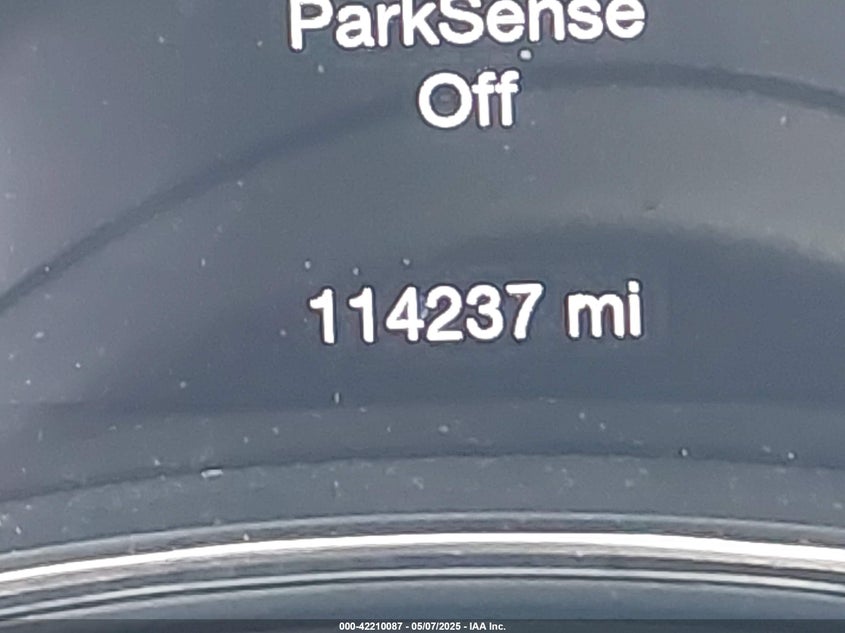 ParkSense
Off
114237 mi
000-42210087 - 05/07/2025 - IAA Inc.